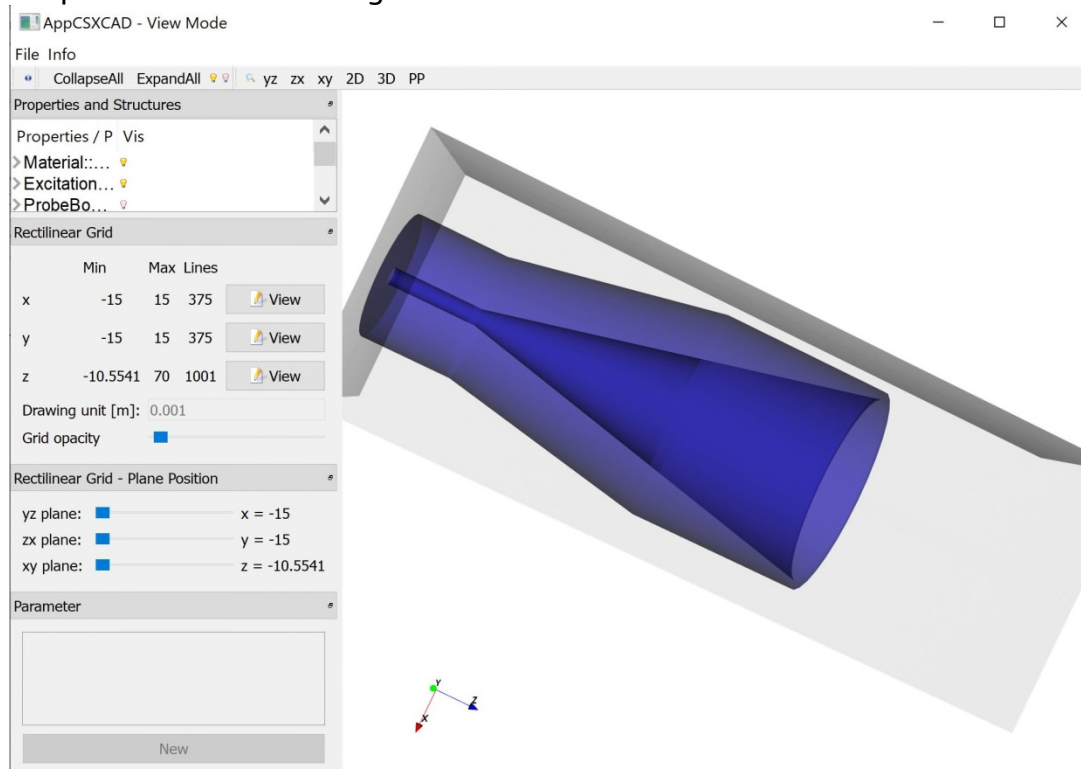 AppCSXCAD - View Mode
File Info
CollapseAll ExpandAll yz zx xy 2D 3D PP
Properties and Structures
Properties / P Vis
Material::...
Excitation...
ProbeBo...
Rectilinear Grid
Min Max Lines
x -15 15 375 View
y -15 15 375 View
z -10.5541 70 1001 View
Drawing unit [m]: 0.001
Grid opacity
Rectilinear Grid - Plane Position
yz plane: x = -15
zx plane: y = -15
xy plane: z = -10.5541
Parameter
New
Y
Z
X